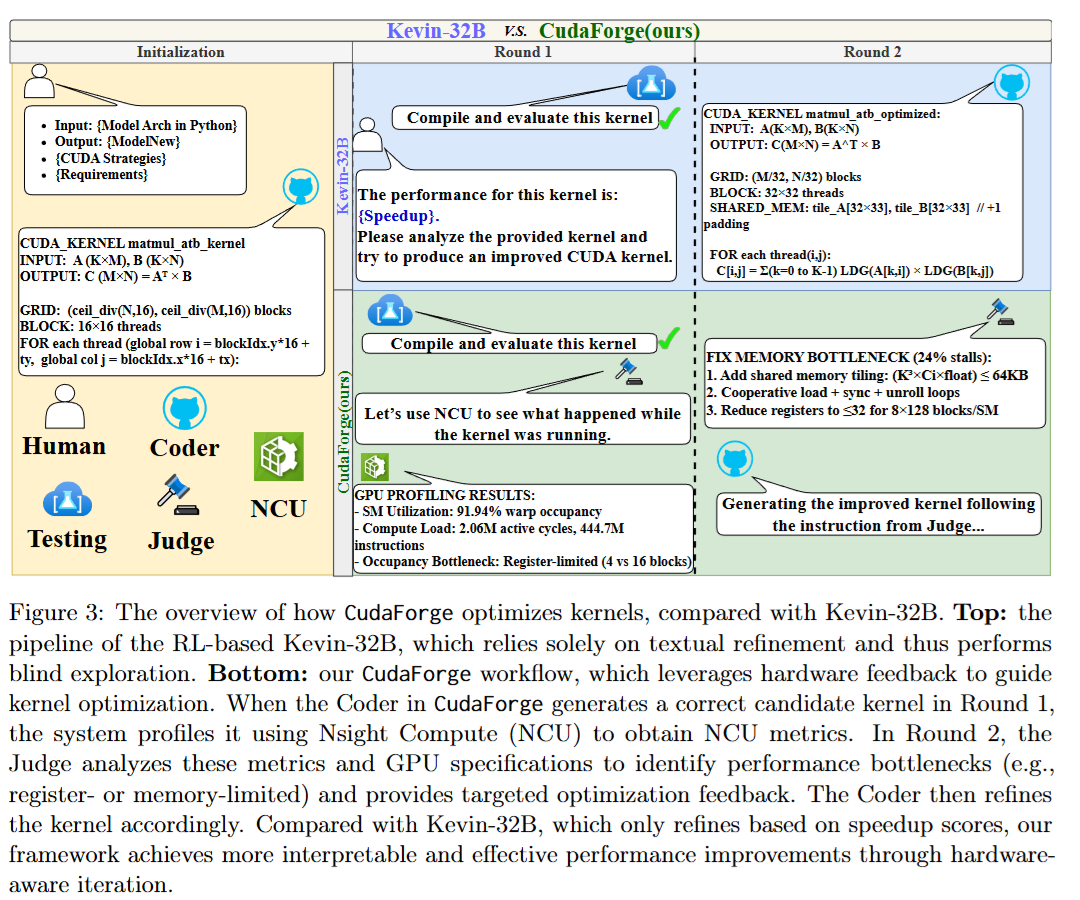 Kevin-32B V.S. CudaForge(ours)
Initialization
Round 1
Round 2
• Input: {Model Arch in Python}
• Output: {ModelNew}
• {CUDA Strategies}
• {Requirements}
CUDA_KERNEL matmul_atb_kernel
INPUT: A (K×M), B (K×N)
OUTPUT: C (M×N) = Aᵀ × B
GRID: (ceil_div(N,16), ceil_div(M,16)) blocks
BLOCK: 16×16 threads
FOR each thread (global row i = blockIdx.y*16 +
ty, global col j = blockIdx.x*16 + tx):
Human
Coder
NCU
Testing
Judge
Kevin-32B
Compile and evaluate this kernel
The performance for this kernel is:
{Speedup}.
Please analyze the provided kernel and
try to produce an improved CUDA kernel.
CUDA_KERNEL matmul_atb_optimized:
INPUT: A(K×M), B(K×N)
OUTPUT: C(M×N) = A^T × B
GRID: (M/32, N/32) blocks
BLOCK: 32×32 threads
SHARED_MEM: tile_A[32×33], tile_B[32×33] // +1
padding
FOR each thread(i,j):
C[i,j] = Σ(k=0 to K-1) LDG(A[k,i]) × LDG(B[k,j])
CudaForge(ours)
Compile and evaluate this kernel
Let's use NCU to see what happened while
the kernel was running.
GPU PROFILING RESULTS:
- SM Utilization: 91.94% warp occupancy
- Compute Load: 2.06M active cycles, 444.7M
instructions
- Occupancy Bottleneck: Register-limited (4 vs 16 blocks)
FIX MEMORY BOTTLENECK (24% stalls):
1. Add shared memory tiling: (K³×Ci×float) ≤ 64KB
2. Cooperative load + sync + unroll loops
3. Reduce registers to ≤32 for 8×128 blocks/SM
Generating the improved kernel following
the instruction from Judge...
Figure 3: The overview of how CudaForge optimizes kernels, compared with Kevin-32B. Top: the
pipeline of the RL-based Kevin-32B, which relies solely on textual refinement and thus performs
blind exploration. Bottom: our CudaForge workflow, which leverages hardware feedback to guide
kernel optimization. When the Coder in CudaForge generates a correct candidate kernel in Round 1,
the system profiles it using Nsight Compute (NCU) to obtain NCU metrics. In Round 2, the
Judge analyzes these metrics and GPU specifications to identify performance bottlenecks (e.g.,
register- or memory-limited) and provides targeted optimization feedback. The Coder then refines
the kernel accordingly. Compared with Kevin-32B, which only refines based on speedup scores, our
framework achieves more interpretable and effective performance improvements through hardware-
aware iteration.